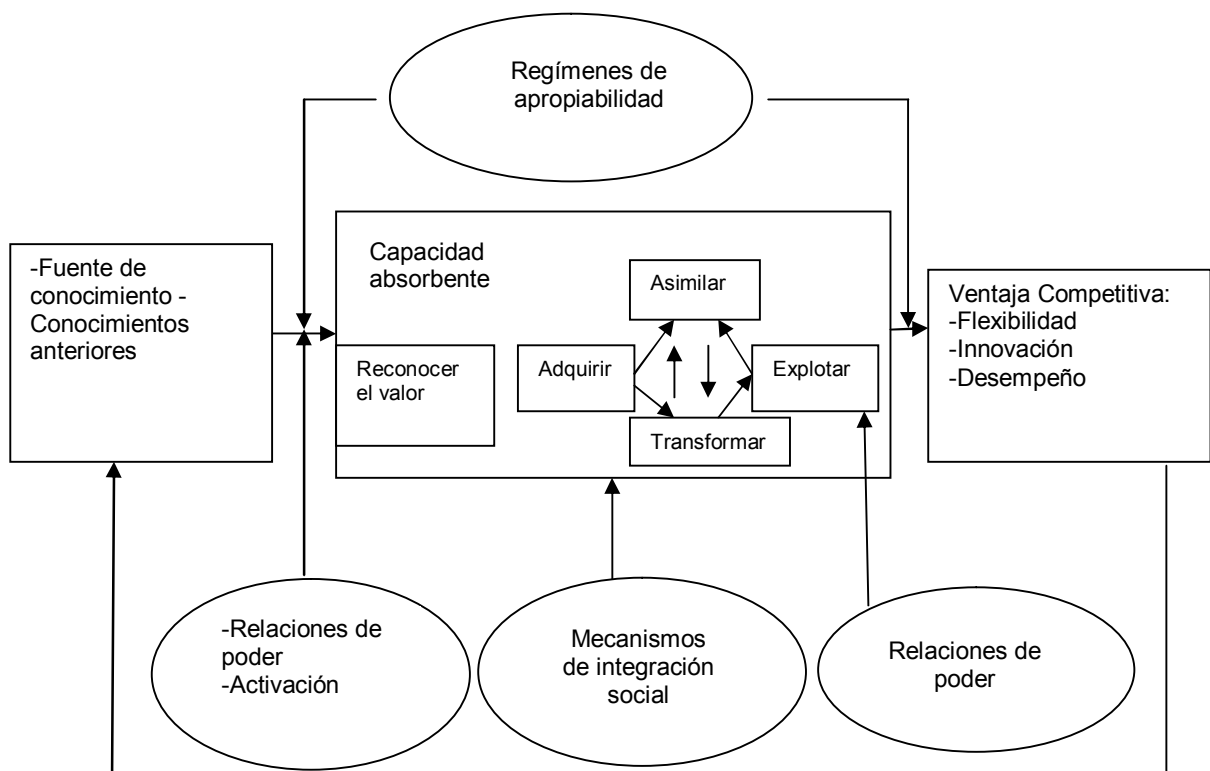 Regímenes de
apropiabilidad
-Fuente de
conocimiento -
Conocimientos
anteriores
Capacidad
absorbente
Reconocer
el valor
Adquirir
Asimilar
Transformar
Explotar
Ventaja Competitiva:
-Flexibilidad
-Innovación
-Desempeño
-Relaciones de
poder
-Activación
Mecanismos
de integración
social
Relaciones de
poder